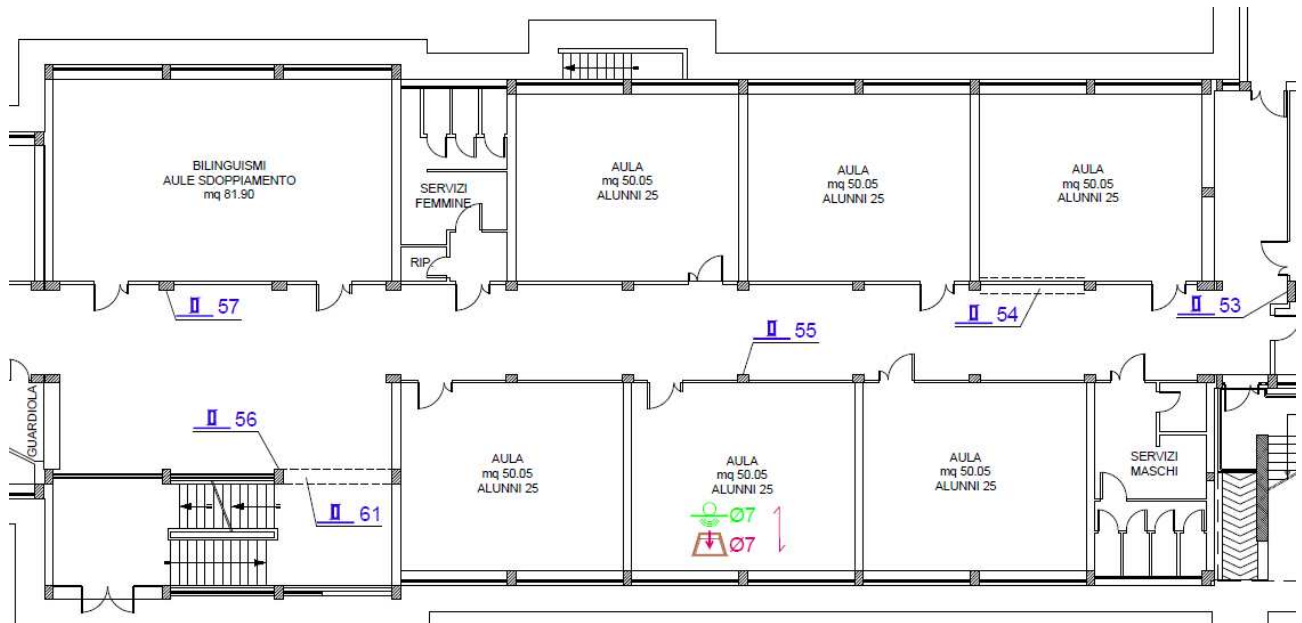 BILINGUISMI
AULE SDOPPIAMENTO
mq 81.90
SERVIZI
FEMMINE
RIP.
AULA
mq 50.05
ALUNNI 25
AULA
mq 50.05
ALUNNI 25
AULA
mq 50.05
ALUNNI 25
57
55
54
53
GUARDIOLA
56
61
AULA
mq 50.05
ALUNNI 25
AULA
mq 50.05
ALUNNI 25
Ø7
Ø7
AULA
mq 50.05
ALUNNI 25
SERVIZI
MASCHI